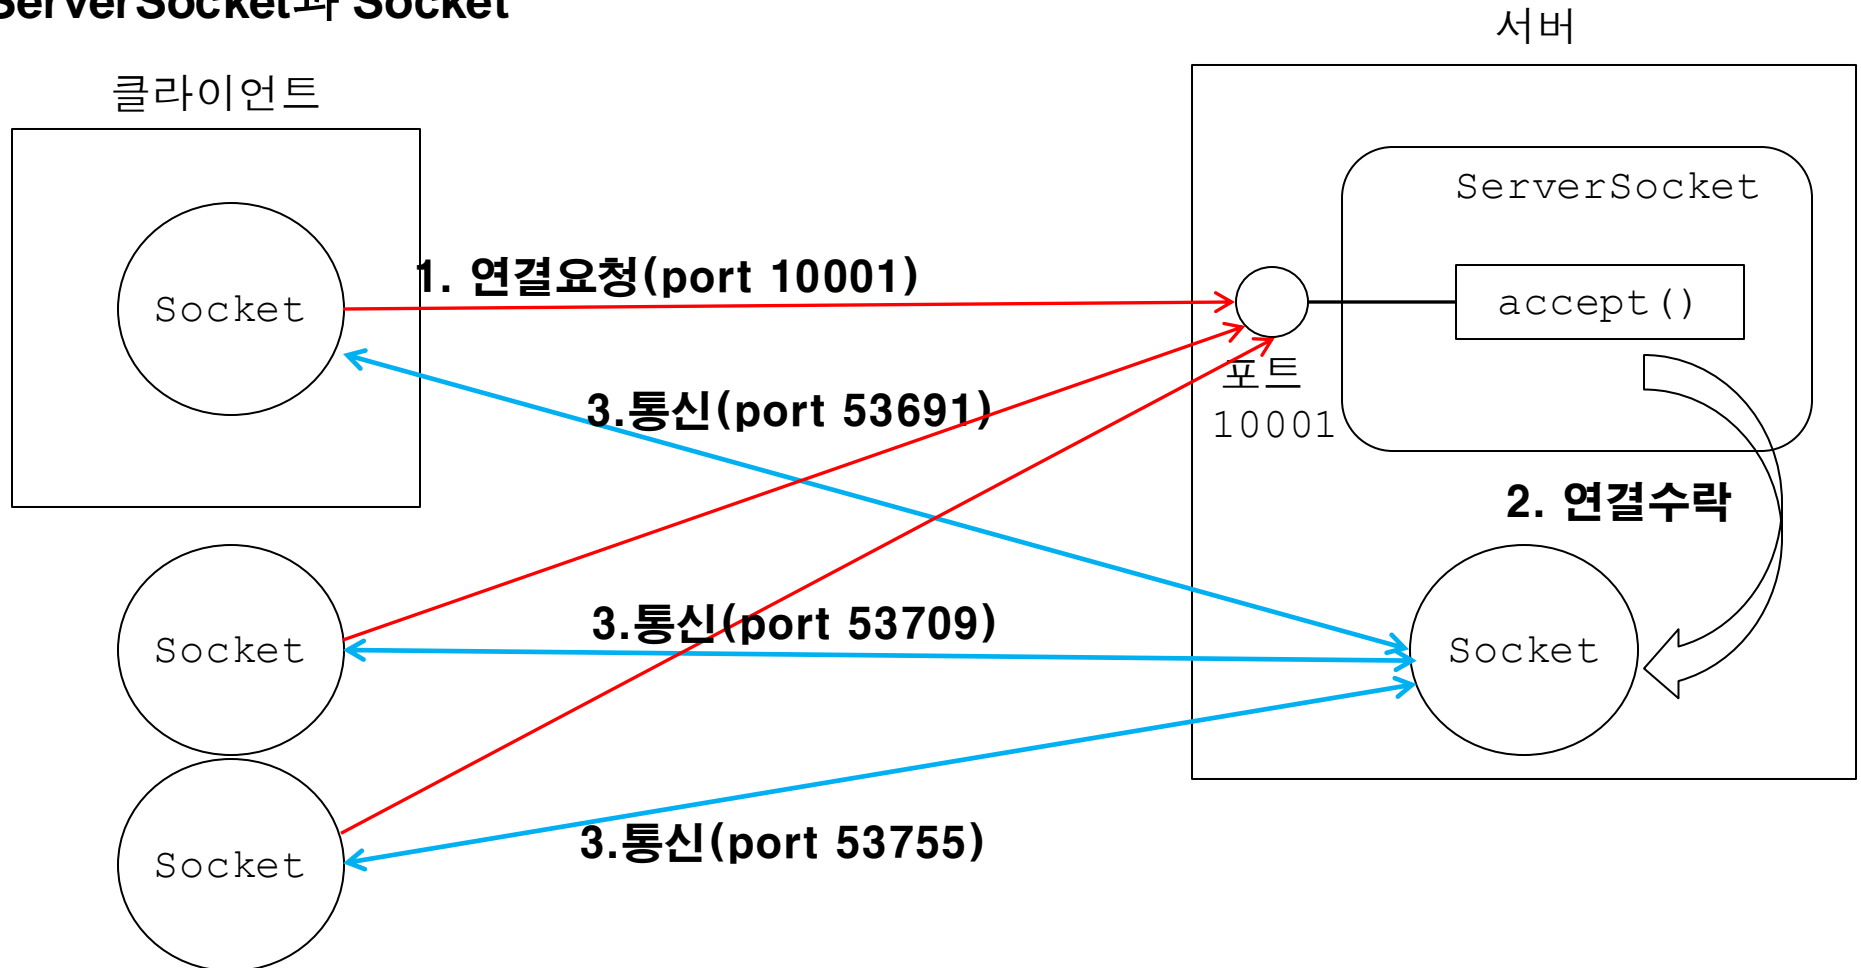 ServerSocket과 Socket
서버
클라이언트
ServerSocket
1. 연결요청(port 10001)
Socket
accept()
포트
10001
3.통신(port 53691)
2. 연결수락
3.통신(port 53709)
Socket
Socket
3.통신(port 53755)
Socket